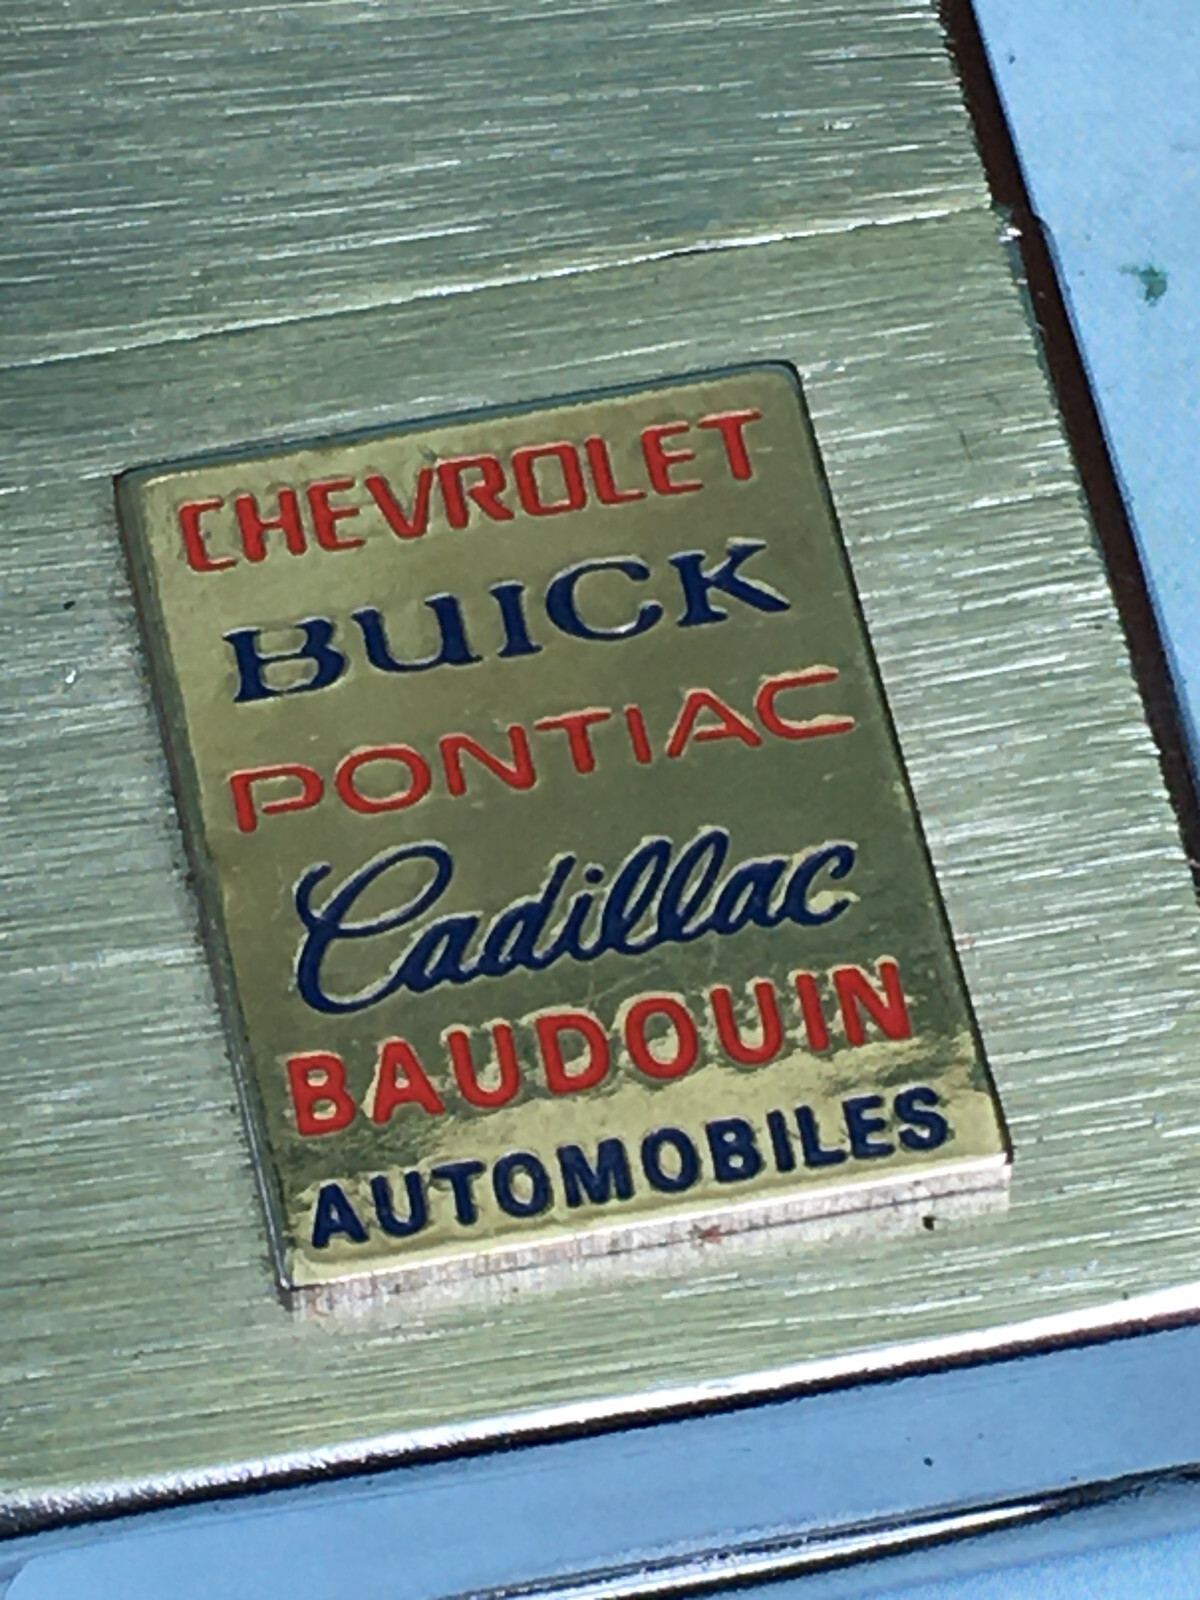 CHEVROLET
BUICK
PONTIAC
Cadillac
BAUDOUIN
AUTOMOBILES